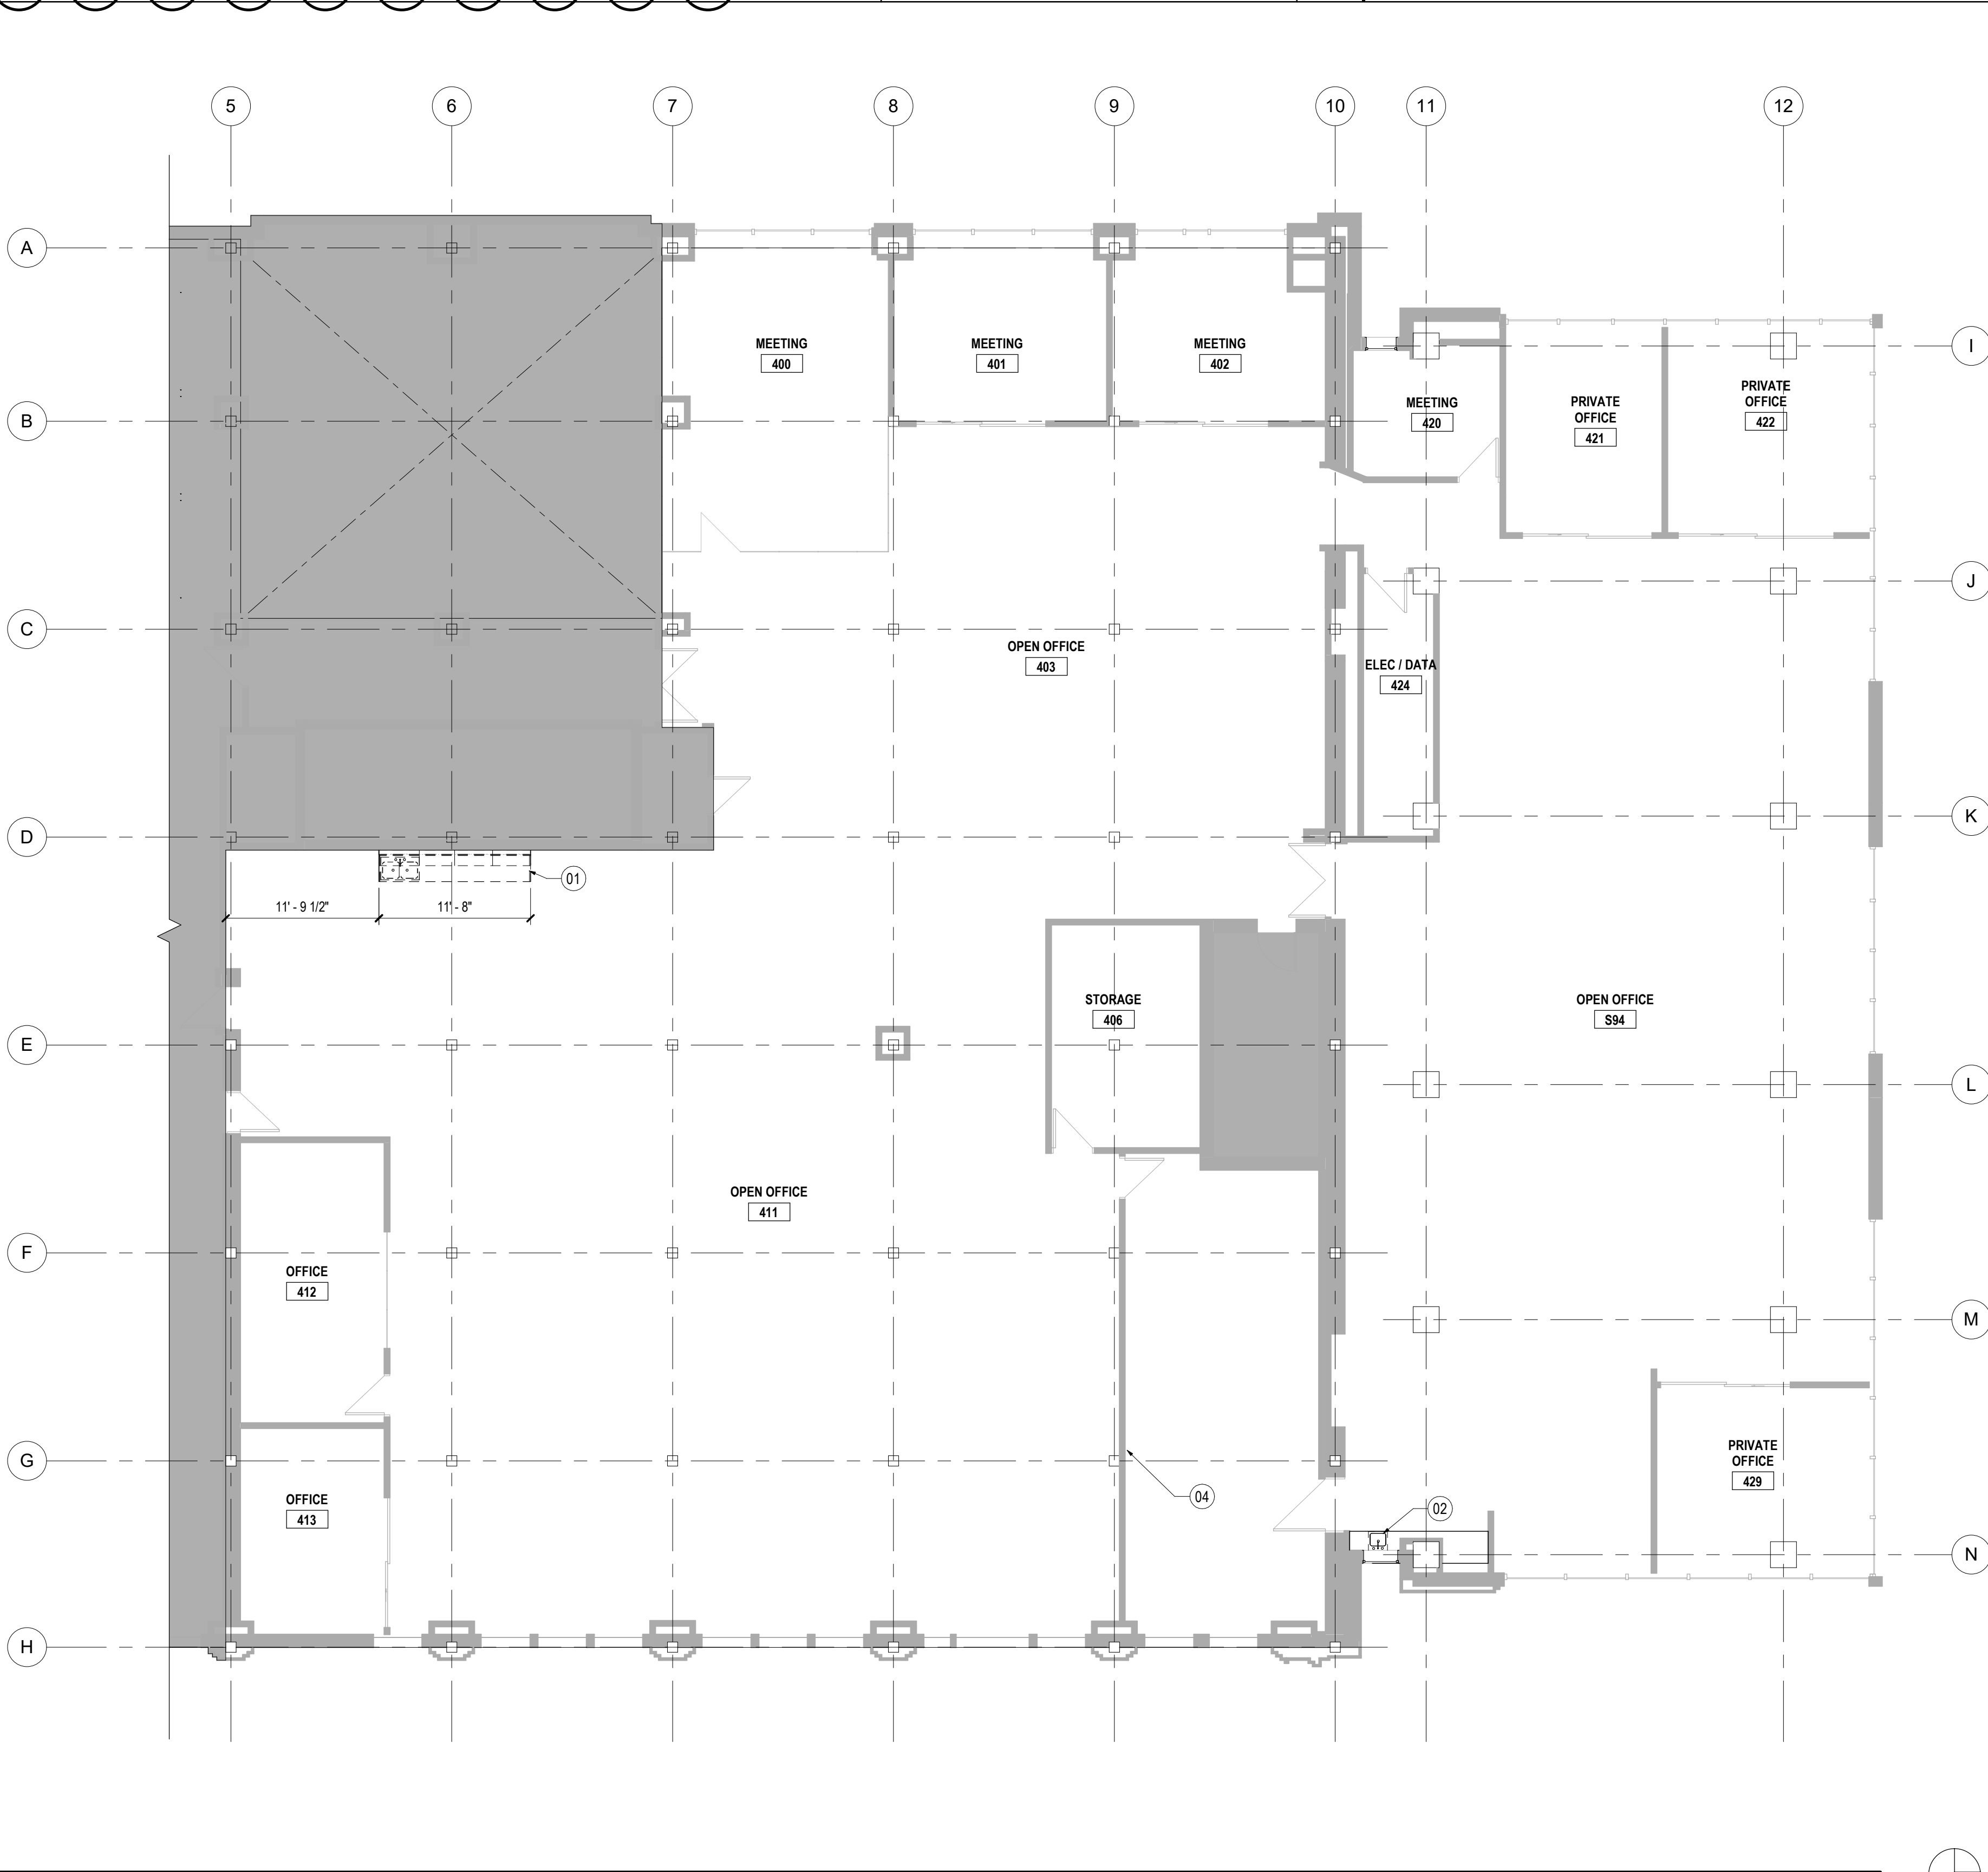 5 6 7 8 9 10 11 12
A
MEETING
400
MEETING
401
MEETING
402
I
PRIVATE
OFFICE
422
PRIVATE
OFFICE
421
MEETING
420
B
J
C
OPEN OFFICE
403
ELEC / DATA
424
K
D
01
11' - 9 1/2"
11' - 8"
STORAGE
406
OPEN OFFICE
S94
E
L
OPEN OFFICE
411
F
OFFICE
412
M
G
PRIVATE
OFFICE
429
OFFICE
413
04
02
N
H